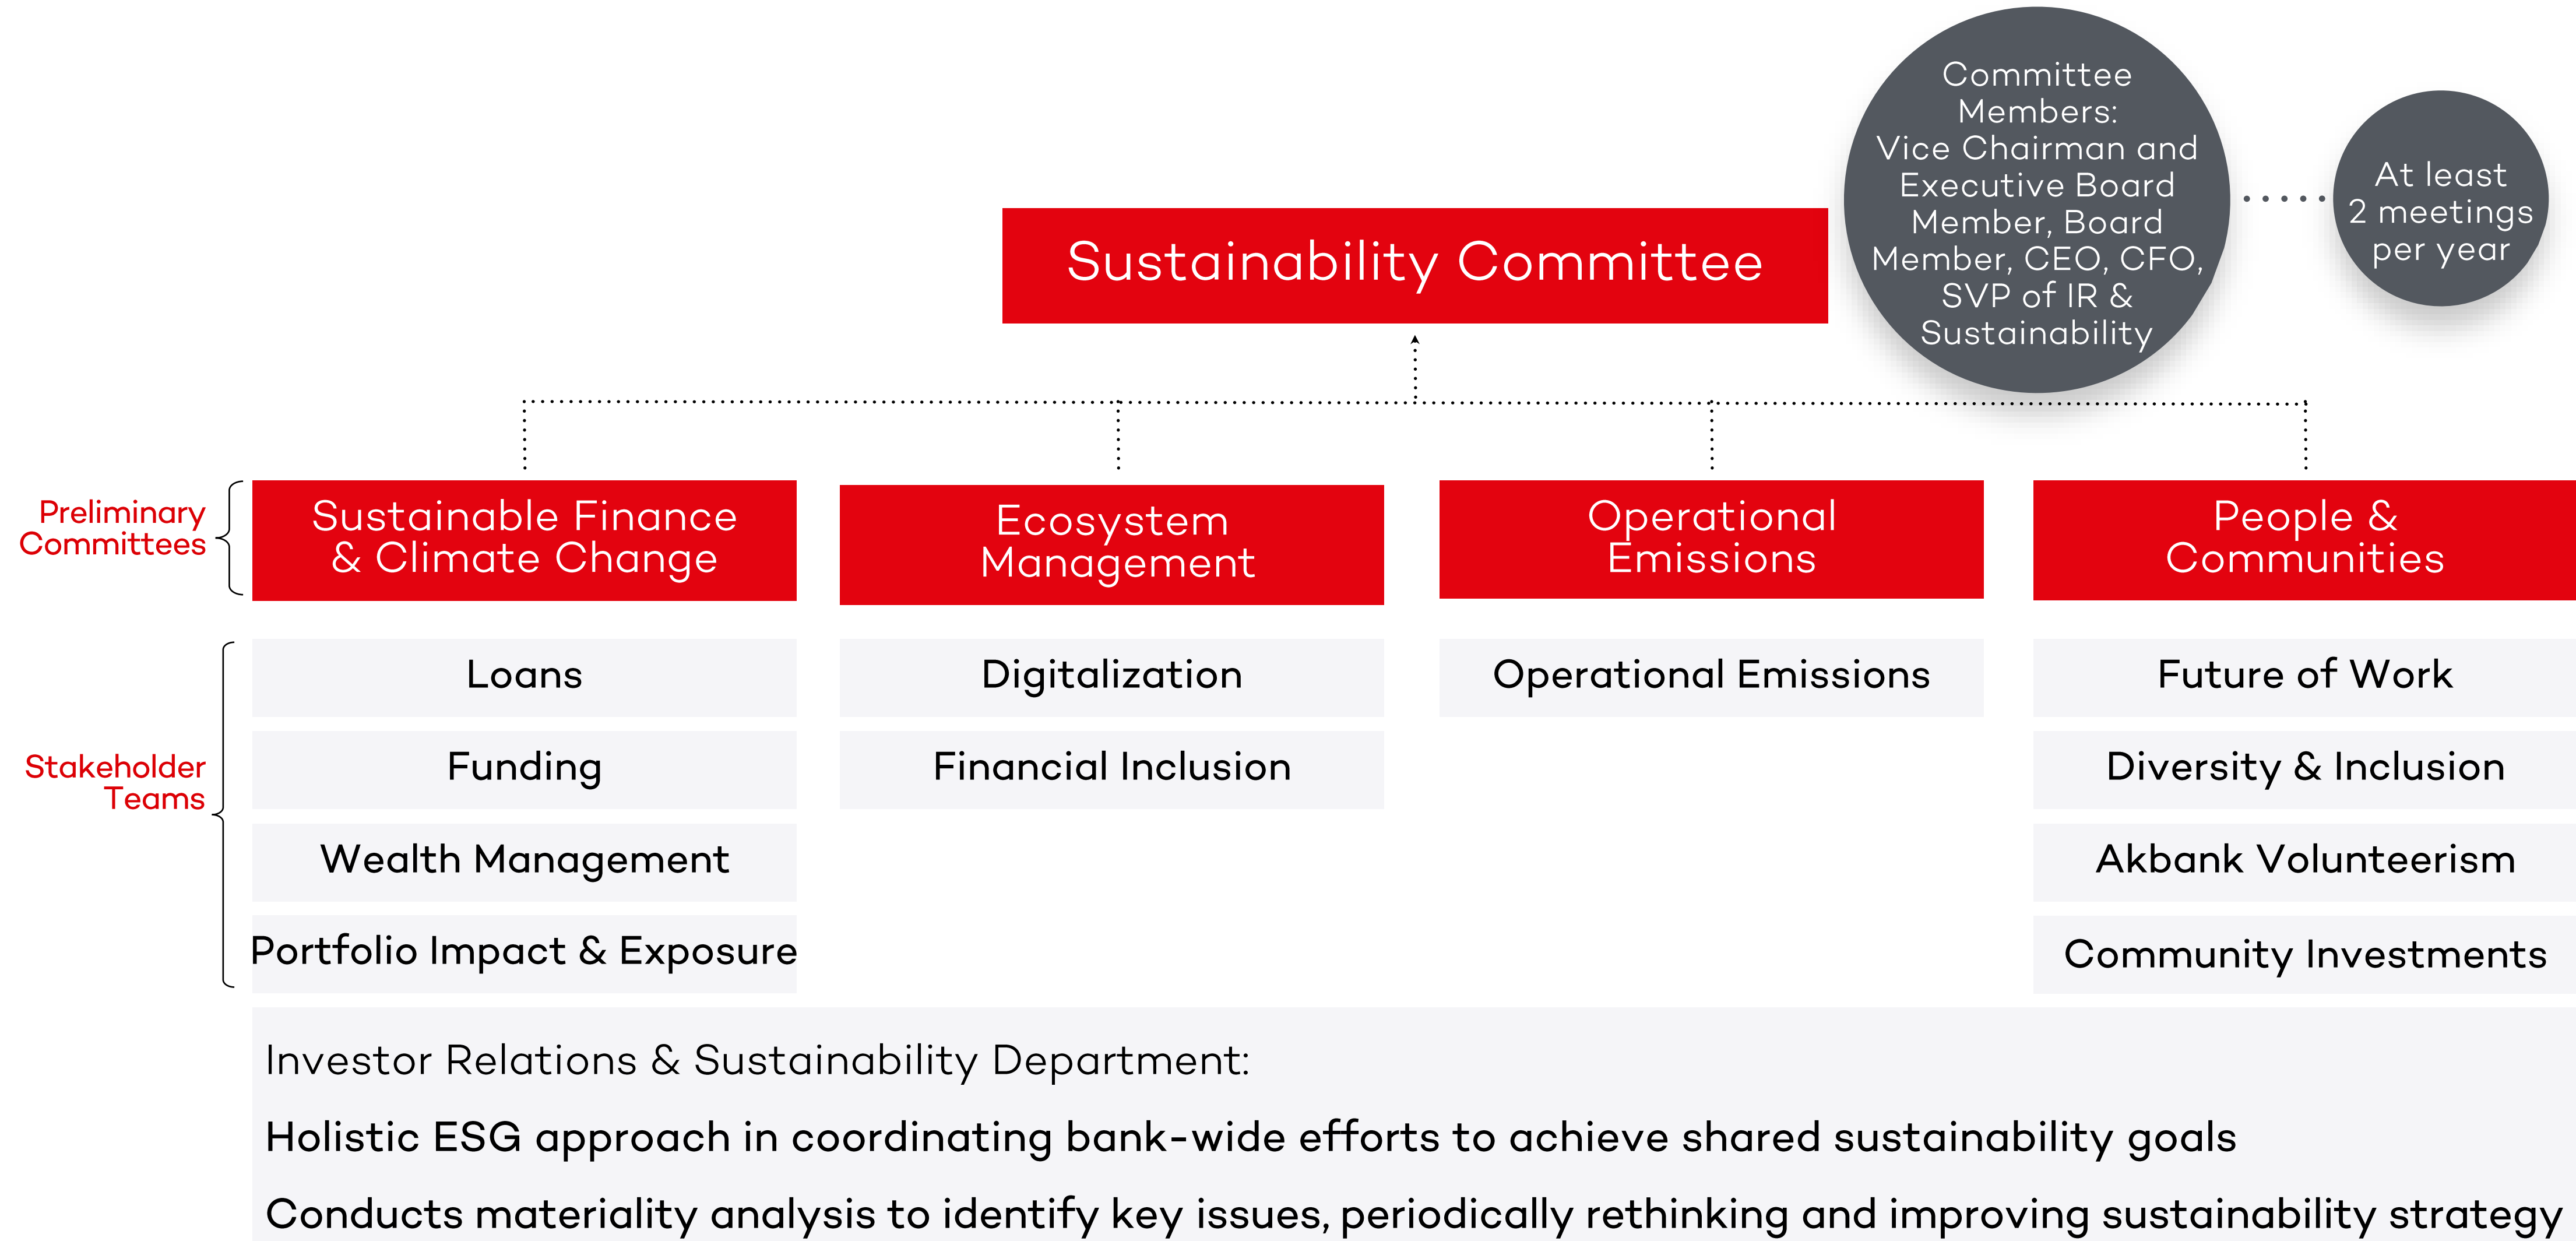 Committee
Members:
Vice Chairman and
Executive Board
Member, Board
Member, CEO, CFO,
SVP of IR &
Sustainability
At least
2 meetings
per year
Sustainability Committee
Preliminary
Committees
Sustainable Finance
& Climate Change
Ecosystem
Management
Operational
Emissions
People &
Communities
Stakeholder
Teams
Loans
Funding
Wealth Management
Portfolio Impact & Exposure
Digitalization
Financial Inclusion
Operational Emissions
Future of Work
Diversity & Inclusion
Akbank Volunteerism
Community Investments
Investor Relations & Sustainability Department:
Holistic ESG approach in coordinating bank-wide efforts to achieve shared sustainability goals
Conducts materiality analysis to identify key issues, periodically rethinking and improving sustainability strategy